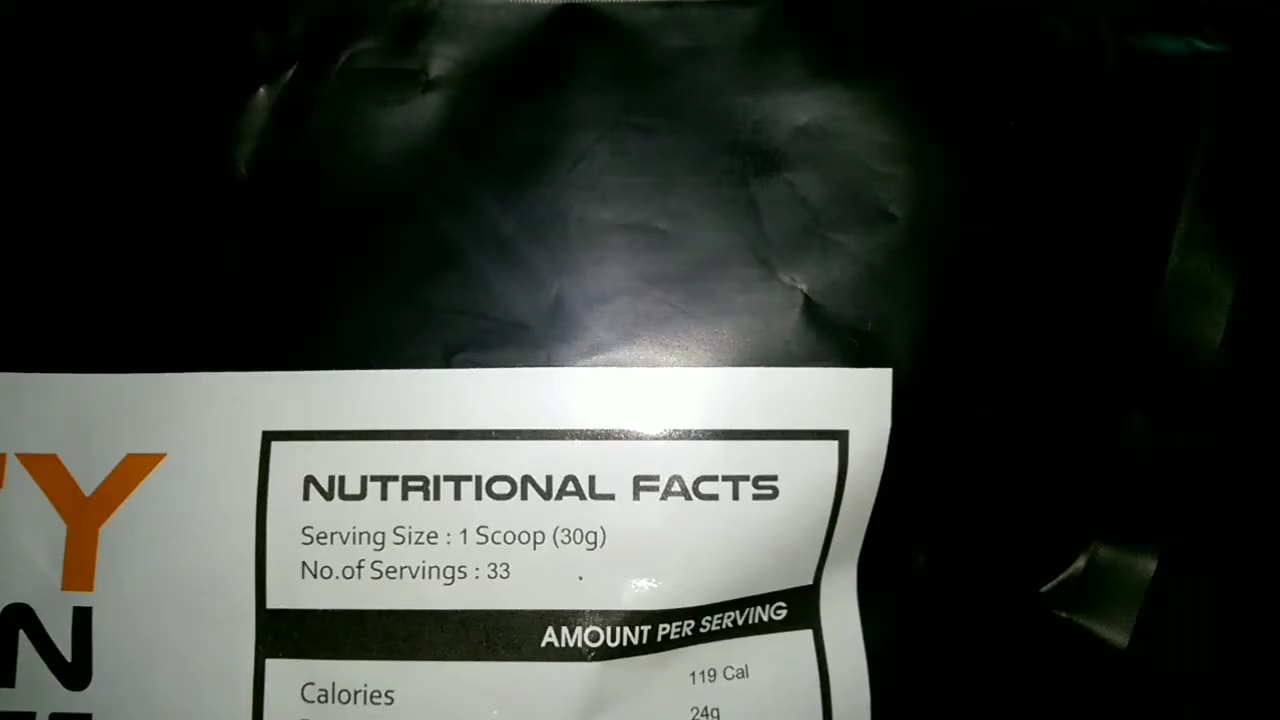 Y
N
NUTRITIONAL FACTS
Serving Size : 1 Scoop (30g)
No.of Servings : 33
AMOUNT PER SERVING
Calories 119 Cal
24g